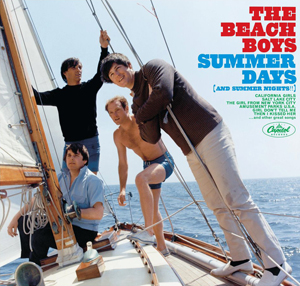 THE
BEACH
BOYS
SUMMER
DAYS
(AND SUMMER NIGHTS!!)
CALIFORNIA GIRLS
SALT LAKE CITY
THE GIRL FROM NEW YORK CITY
AMUSEMENT PARKS U.S.A.
GIRL DON'T TELL ME
THEN I KISSED HER
...and other great songs
Capitol